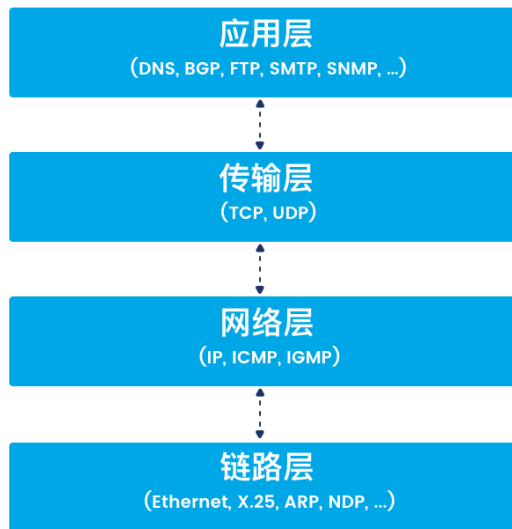 应用层
(DNS, BGP, FTP, SMTP, SNMP, ...)
传输层
(TCP, UDP)
网络层
(IP, ICMP, IGMP)
链路层
(Ethernet, X.25, ARP, NDP, ...)